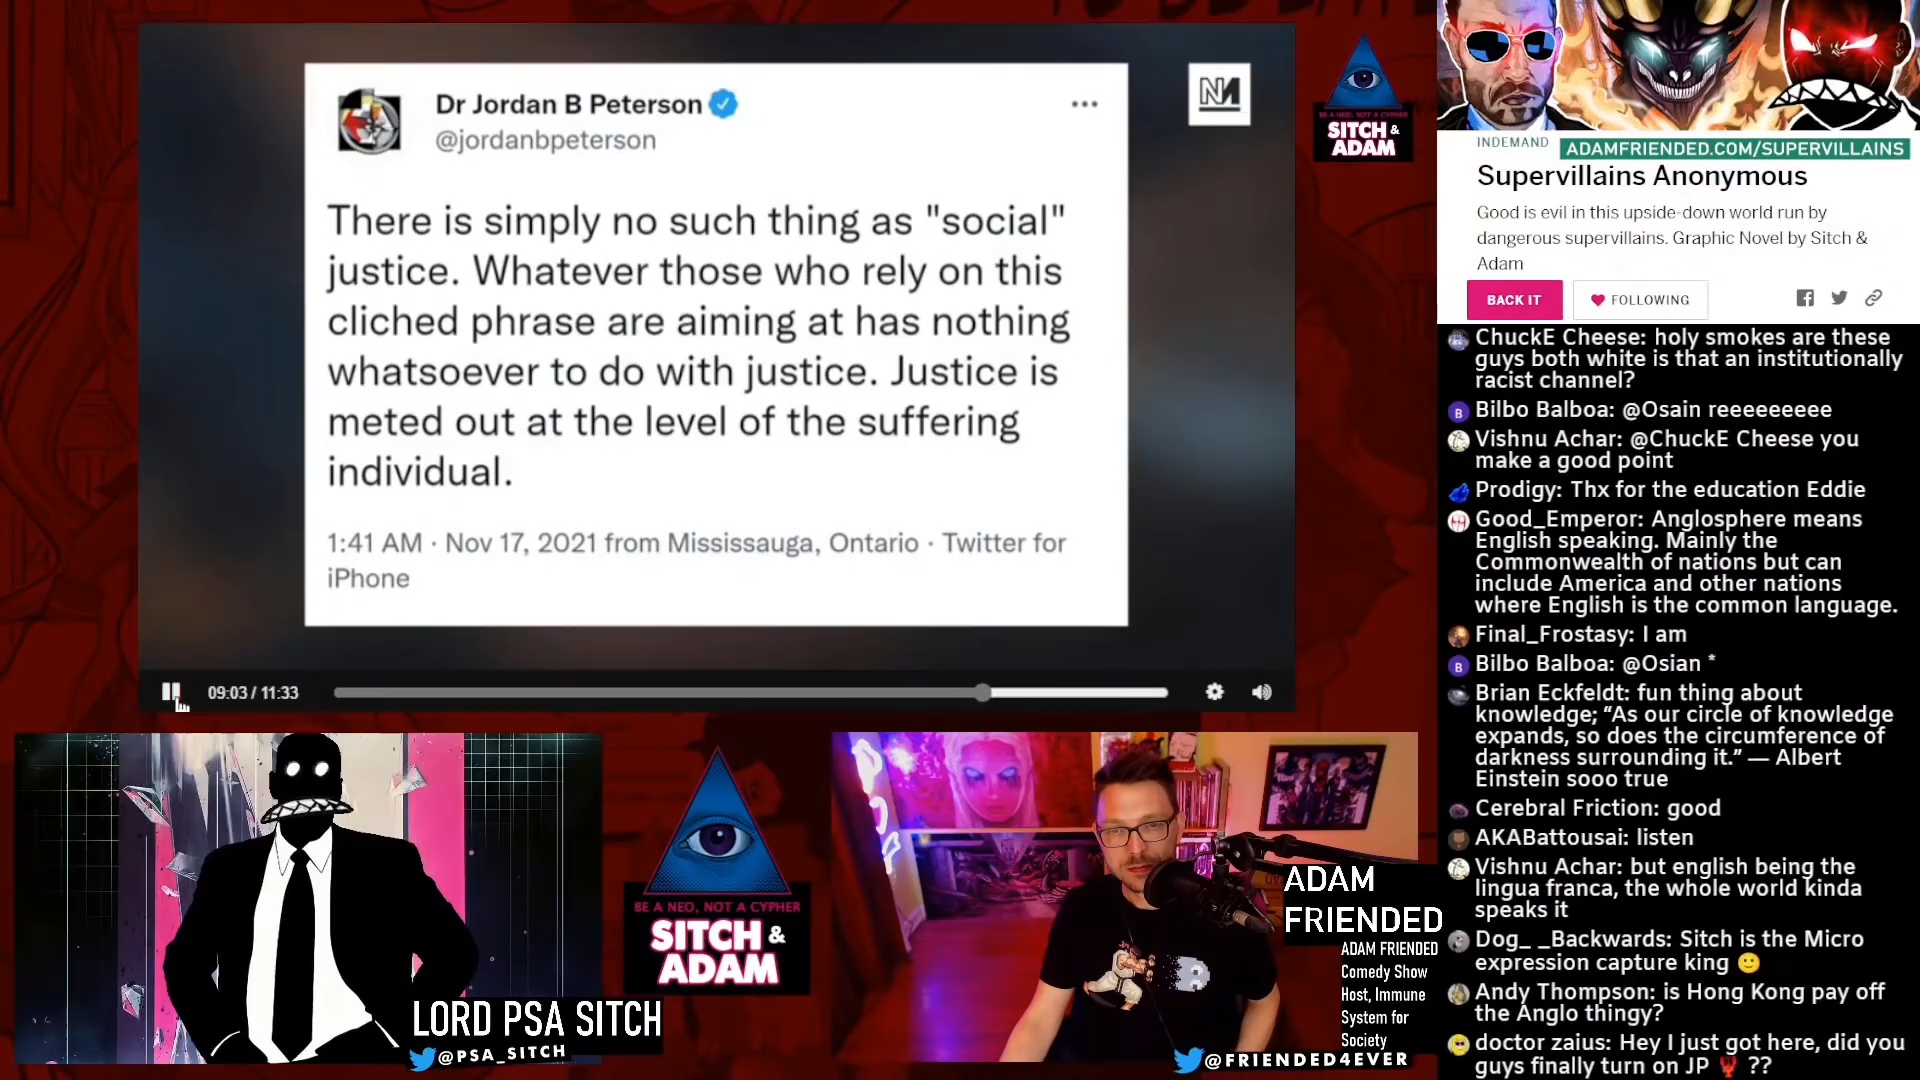 Dr Jordan B Peterson
@jordanbpeterson
There is simply no such thing as "social"
justice. Whatever those who rely on this
cliched phrase are aiming at has nothing
whatsoever to do with justice. Justice is
meted out at the level of the suffering
individual.
1:41 AM · Nov 17, 2021 from Mississauga, Ontario · Twitter for
iPhone
09:03 / 11:33
NM
BE A NEO, NOT A CYPHER
SITCH &
ADAM
INDEMAND
ADAMFRIENDED.COM/SUPERVILLAINS
Supervillains Anonymous
Good is evil in this upside-down world run by
dangerous supervillains. Graphic Novel by Sitch &
Adam
BACK IT
FOLLOWING
ChuckE Cheese: holy smokes are these
guys both white is that an institutionally
racist channel?
Bilbo Balboa: @Osain reeeeeeeee
Vishnu Achar: @ChuckE Cheese you
make a good point
Prodigy: Thx for the education Eddie
Good_Emperor: Anglosphere means
English speaking. Mainly the
Commonwealth of nations but can
include America and other nations
where English is the common language.
Final_Frostasy: I am
Bilbo Balboa: @Osian *
Brian Eckfeldt: fun thing about
knowledge; “As our circle of knowledge
expands, so does the circumference of
darkness surrounding it.” — Albert
Einstein sooo true
Cerebral Friction: good
AKABattousai: listen
Vishnu Achar: but english being the
lingua franca, the whole world kinda
speaks it
Dog_ _Backwards: Sitch is the Micro
expression capture king 🙂
Andy Thompson: is Hong Kong pay off
the Anglo thingy?
doctor zaius: Hey I just got here, did you
guys finally turn on JP 🦞 ??
LORD PSA SITCH
@PSA_SITCH
BE A NEO, NOT A CYPHER
SITCH &
ADAM
ADAM
FRIENDED
ADAM FRIENDED
Comedy Show
Host, Immune
System for
Society
@FRIENDED4EVER